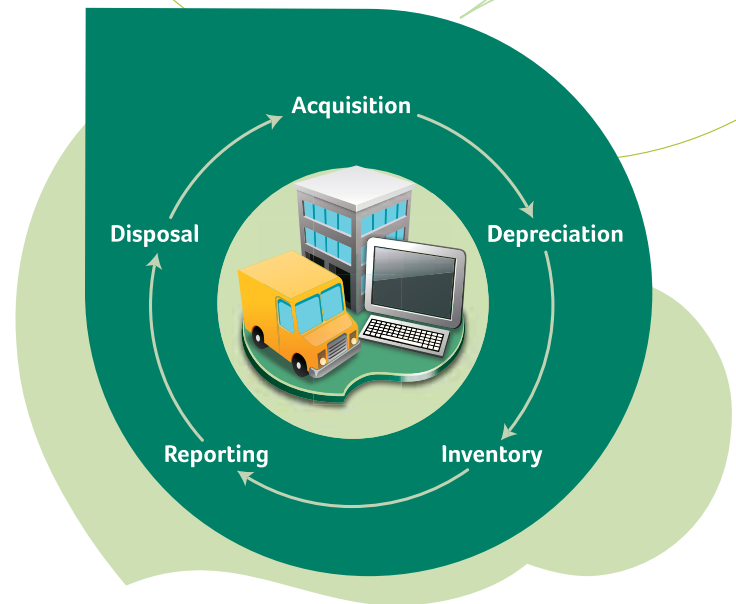 Acquisition
Depreciation
Inventory
Reporting
Disposal